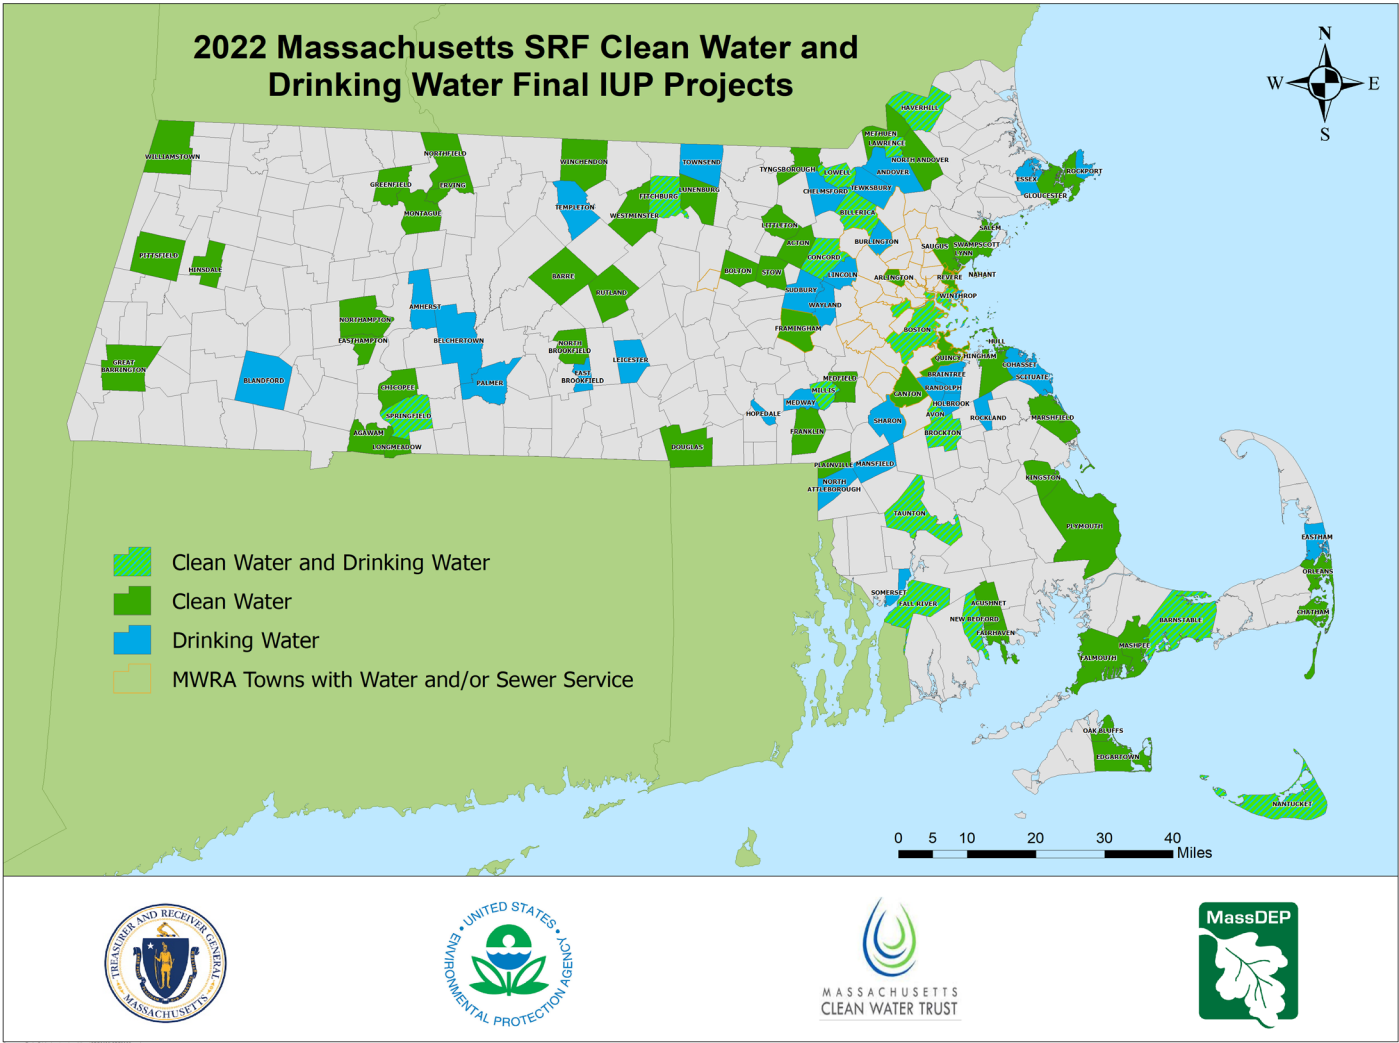 2022 Massachusetts SRF Clean Water and
Drinking Water Final IUP Projects
N
W
E
S
HAVERHILL
METHUEN
LAWRENCE
NORTH ANDOVER
ANDOVER
WILLIAMSTOWN
NORTHFIELD
GREENFIELD
ERVING
MONTAGUE
WINCHENDON
TOWNSEND
TYNGSBOROUGH
LOWELL
CHELMSFORD
TEWKSBURY
ESSEX
ROCKPORT
GLOUCESTER
FITCHBURG
LUNENBURG
TEMPLETON
WESTMINSTER
BILLERICA
LITTLETON
BURLINGTON
SALEM
SAUGUS
SWAMPSCOTT
LYNN
ACTON
CONCORD
PITTSFIELD
HINSDALE
BARRE
RUTLAND
BOLTON
STOW
LINCOLN
ARLINGTON
REVERE
NAHANT
SUDBURY
WAYLAND
WINTHROP
AMHERST
NORTHAMPTON
EASTHAMPTON
BELCHERTOWN
FRAMINGHAM
BOSTON
NORTH
BROOKFIELD
LEICESTER
EAST
BROOKFIELD
GREAT
BARRINGTON
BLANDFORD
PALMER
CHICOPEE
SPRINGFIELD
AGAWAM
LONGMEADOW
MEDFIELD
MILLIS
MEDWAY
HOPEDALE
FRANKLIN
DOUGLAS
HULL
QUINCY
HINGHAM
COHASSET
SCITUATE
BRAINTREE
RANDOLPH
CANTON
HOLBROOK
AVON
ROCKLAND
SHARON
BROCKTON
MARSHFIELD
PLAINVILLE
MANSFIELD
NORTH
ATTLEBOROUGH
KINGSTON
TAUNTON
PLYMOUTH
EASTHAM
ORLEANS
SOMERSET
FALL RIVER
ACUSHNET
NEW BEDFORD
FAIRHAVEN
BARNSTABLE
CHATHAM
MASHPEE
FALMOUTH
OAK BLUFFS
EDGARTOWN
NANTUCKET
Clean Water and Drinking Water
Clean Water
Drinking Water
MWRA Towns with Water and/or Sewer Service
0 5 10 20 30 40
Miles
TREASURER AND RECEIVER GENERAL
MASSACHUSETTS
UNITED STATES
ENVIRONMENTAL PROTECTION AGENCY
MASSACHUSETTS
CLEAN WATER TRUST
MassDEP